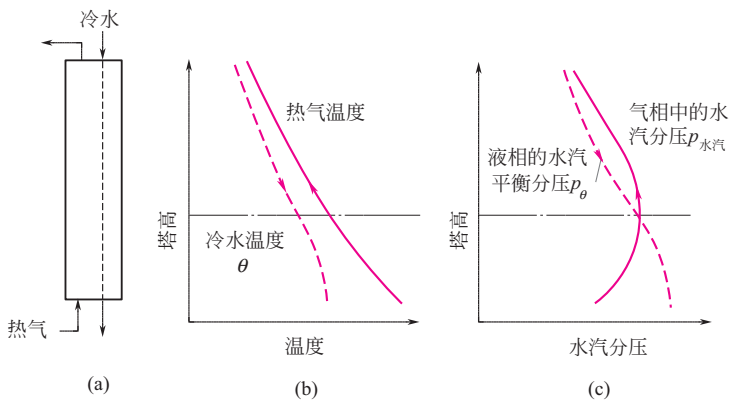 冷水
热气
(a)
塔高
热气温度
冷水温度
θ
温度
(b)
塔高
气相中的水
汽分压p水汽
液相的水汽
平衡分压pθ
水汽分压
(c)